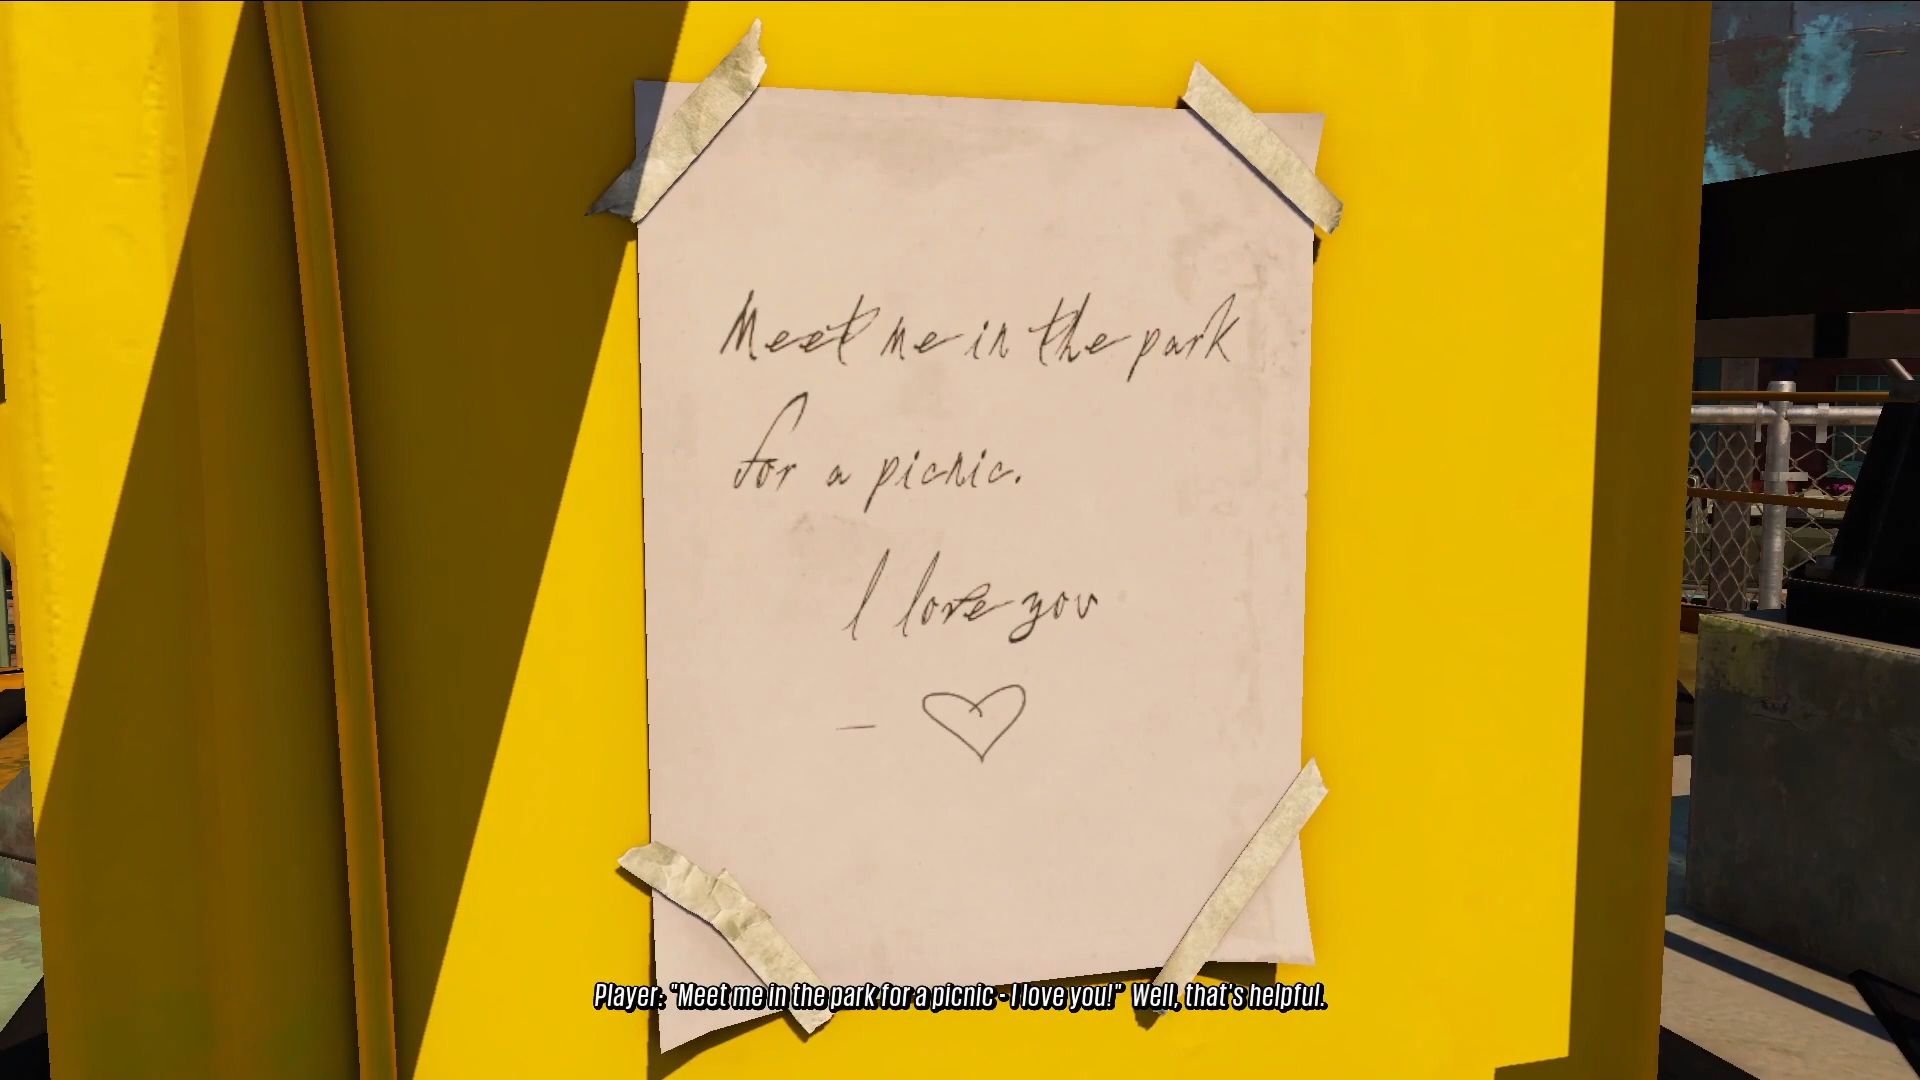 Meet me in the park
for a picnic.
I love you
– ♡
Player: "Meet me in the park for a picnic - I love you!" Well, that's helpful.